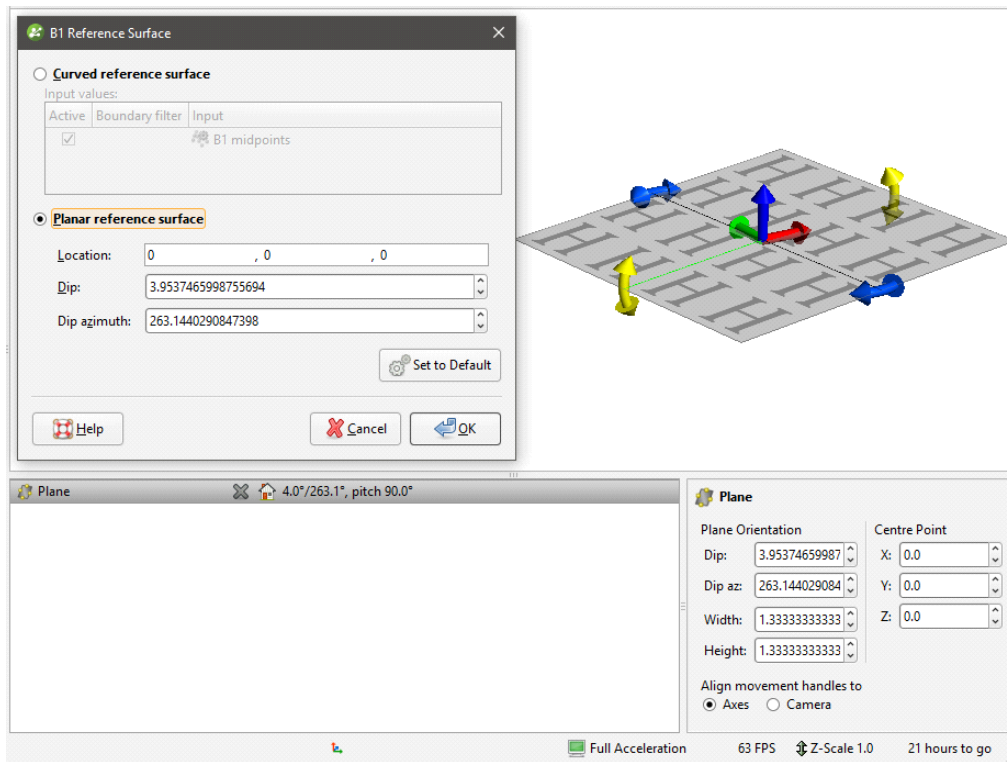 B1 Reference Surface
Curved reference surface
Input values:
Active Boundary filter Input
B1 midpoints
Planar reference surface
Location: 0 , 0 , 0
Dip: 3.9537465998755694
Dip azimuth: 263.1440290847398
Set to Default
Help Cancel OK
H H H H H H H H H H H H H H H H
Plane 4.0°/263.1°, pitch 90.0°
Plane
Plane Orientation Centre Point
Dip: 3.95374659987 X: 0.0
Dip az: 263.144029084 Y: 0.0
Width: 1.33333333333 Z: 0.0
Height: 1.33333333333
Align movement handles to
Axes Camera
Full Acceleration 63 FPS Z-Scale 1.0 21 hours to go